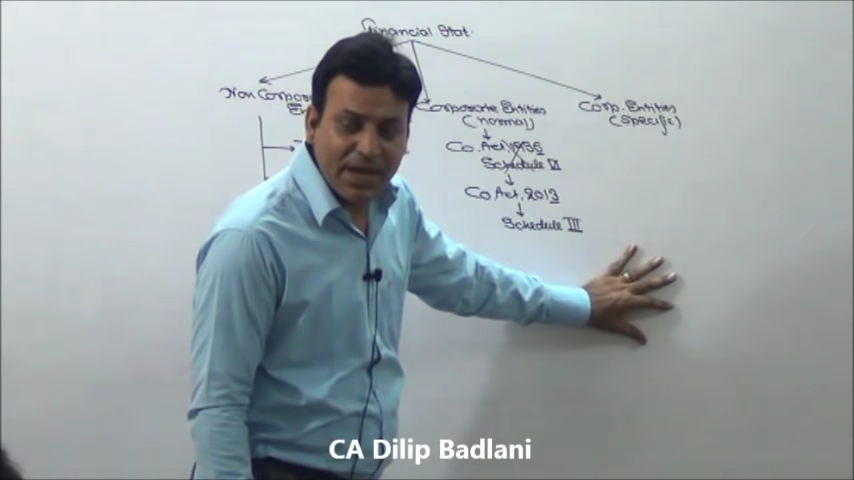 Financial Stat.
Non Corpo
En
Corporate Entities
(normal)
Co. Act, 1956
Schedule VI
Co Act, 2013
Schedule III
Corp. Entities
(Specific)
CA Dilip Badlani